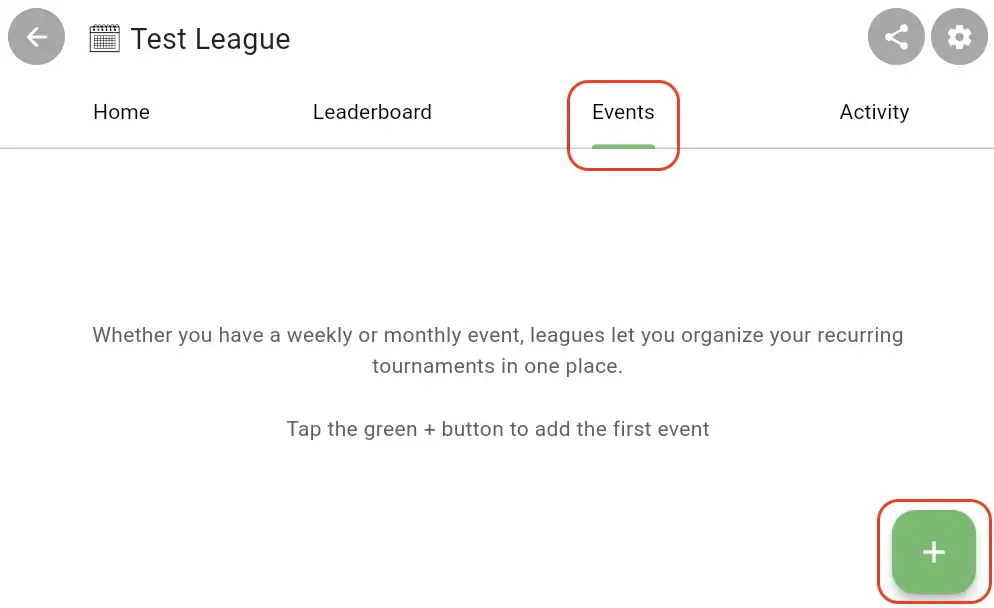 Test League
Home
Leaderboard
Events
Activity
Whether you have a weekly or monthly event, leagues let you organize your recurring
tournaments in one place.
Tap the green + button to add the first event
+